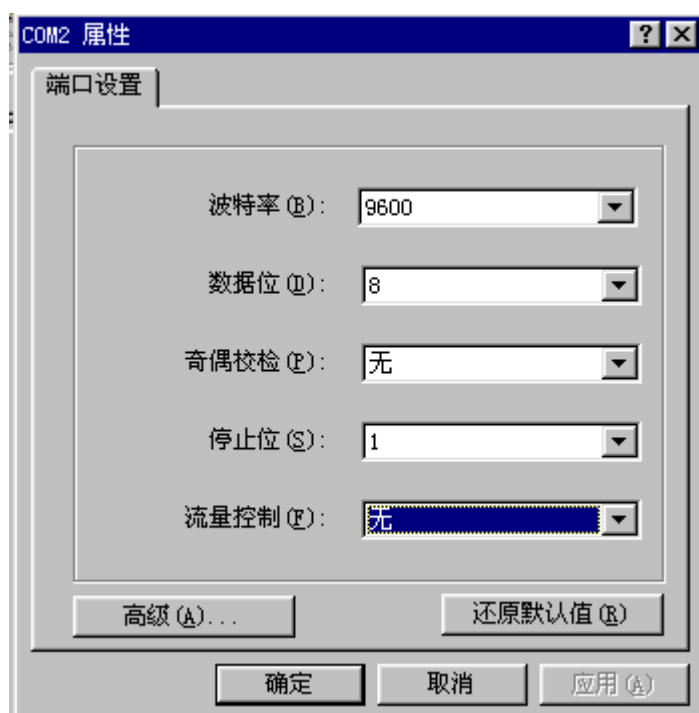 COM2 属性
端口设置
波特率(B): 9600
数据位(D): 8
奇偶校检(P): 无
停止位(S): 1
流量控制(F): 无
高级(A)... 还原默认值(R)
确定 取消 应用(A)